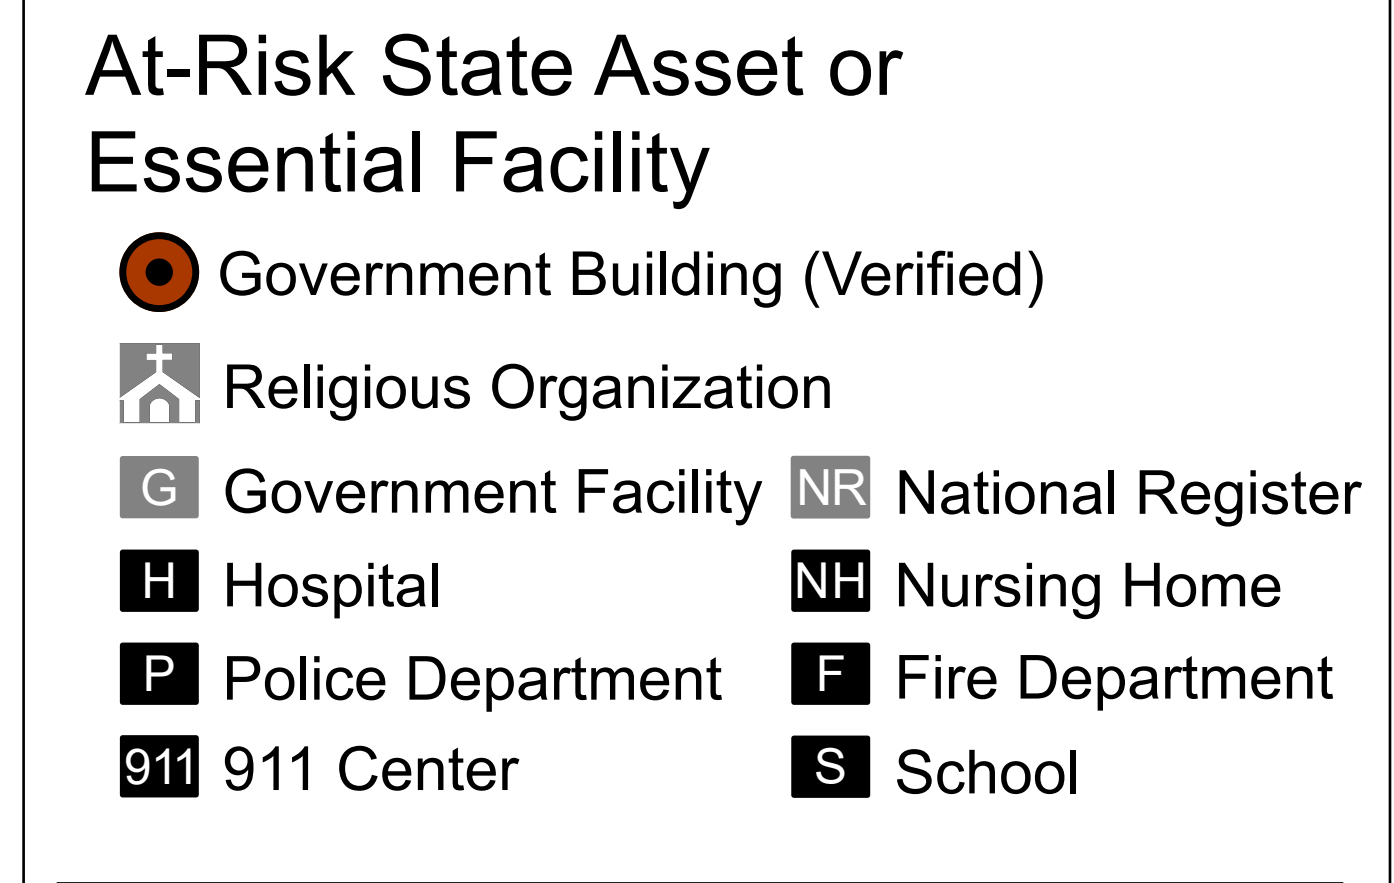 At-Risk State Asset or
Essential Facility
Government Building (Verified)
Religious Organization
G Government Facility NR National Register
H Hospital NH Nursing Home
P Police Department F Fire Department
911 911 Center S School